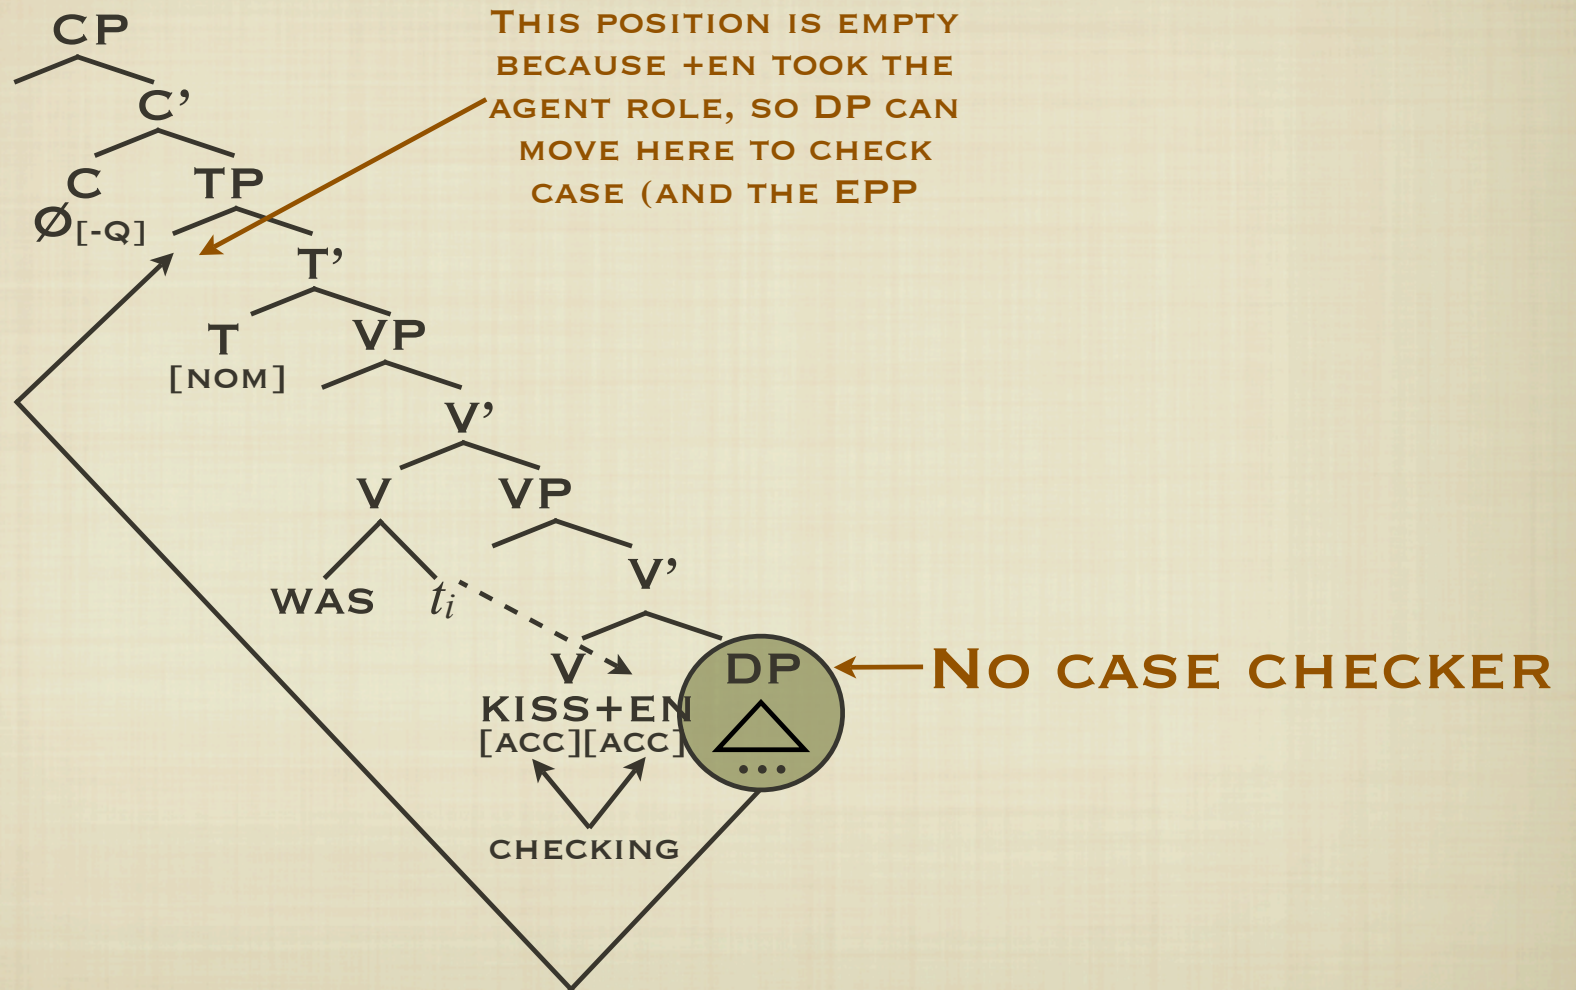 CP
THIS POSITION IS EMPTY
BECAUSE +EN TOOK THE
AGENT ROLE, SO DP CAN
MOVE HERE TO CHECK
CASE (AND THE EPP
C’
C TP
Ø[-Q]
T’
T VP
[NOM]
V’
V VP
V’
WAS ti
V DP
KISS+EN
[ACC][ACC]
...
NO CASE CHECKER
CHECKING